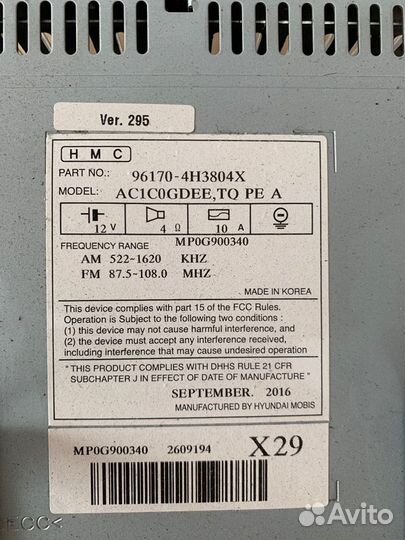 Ver. 295
HMC
PART NO.: 96170-4H3804X
MODEL: AC1C0GDEE,TQ PE A
12 V 4 Ω 10 A
MP0G900340
FREQUENCY RANGE
AM 522~1620 KHZ
FM 87.5~108.0 MHZ
MADE IN KOREA
This device complies with part 15 of the FCC Rules.
Operation is Subject to the following two conditions:
(1) this device may not cause harmful interference, and
(2) the device must accept any interference received,
including interference that may cause undesired operation
"THIS PRODUCT COMPLIES WITH DHHS RULE 21 CFR
SUBCHAPTER J IN EFFECT OF DATE OF MANUFACTURE"
SEPTEMBER. 2016
MANUFACTURED BY HYUNDAI MOBIS
MP0G900340 2609194 X29
ECC<
Avito